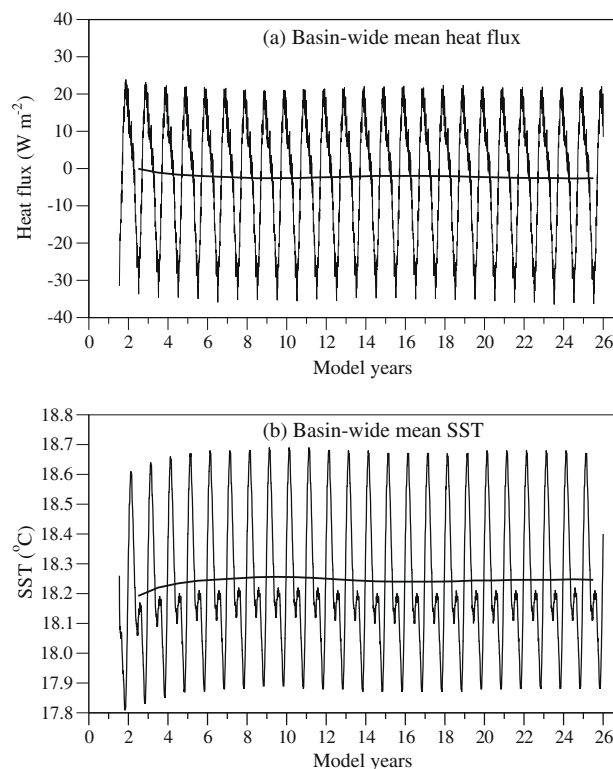 (a) Basin-wide mean heat flux
Heat flux (W m-2)
40
30
20
10
0
-10
-20
-30
-40
0 2 4 6 8 10 12 14 16 18 20 22 24 26
Model years
(b) Basin-wide mean SST
SST (°C)
18.8
18.7
18.6
18.5
18.4
18.3
18.2
18.1
18.0
17.9
17.8
0 2 4 6 8 10 12 14 16 18 20 22 24 26
Model years